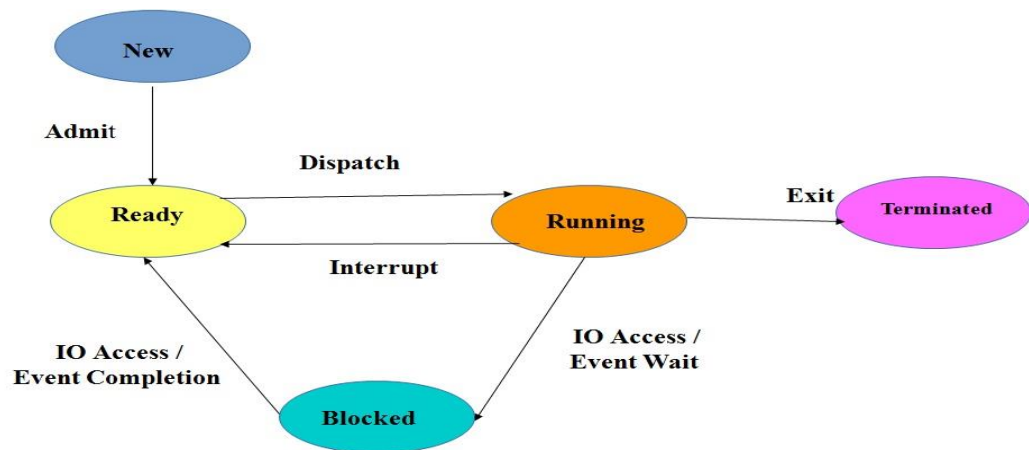 New
Admit
Dispatch
Ready
Running
Exit
Terminated
Interrupt
IO Access /
Event Completion
IO Access /
Event Wait
Blocked